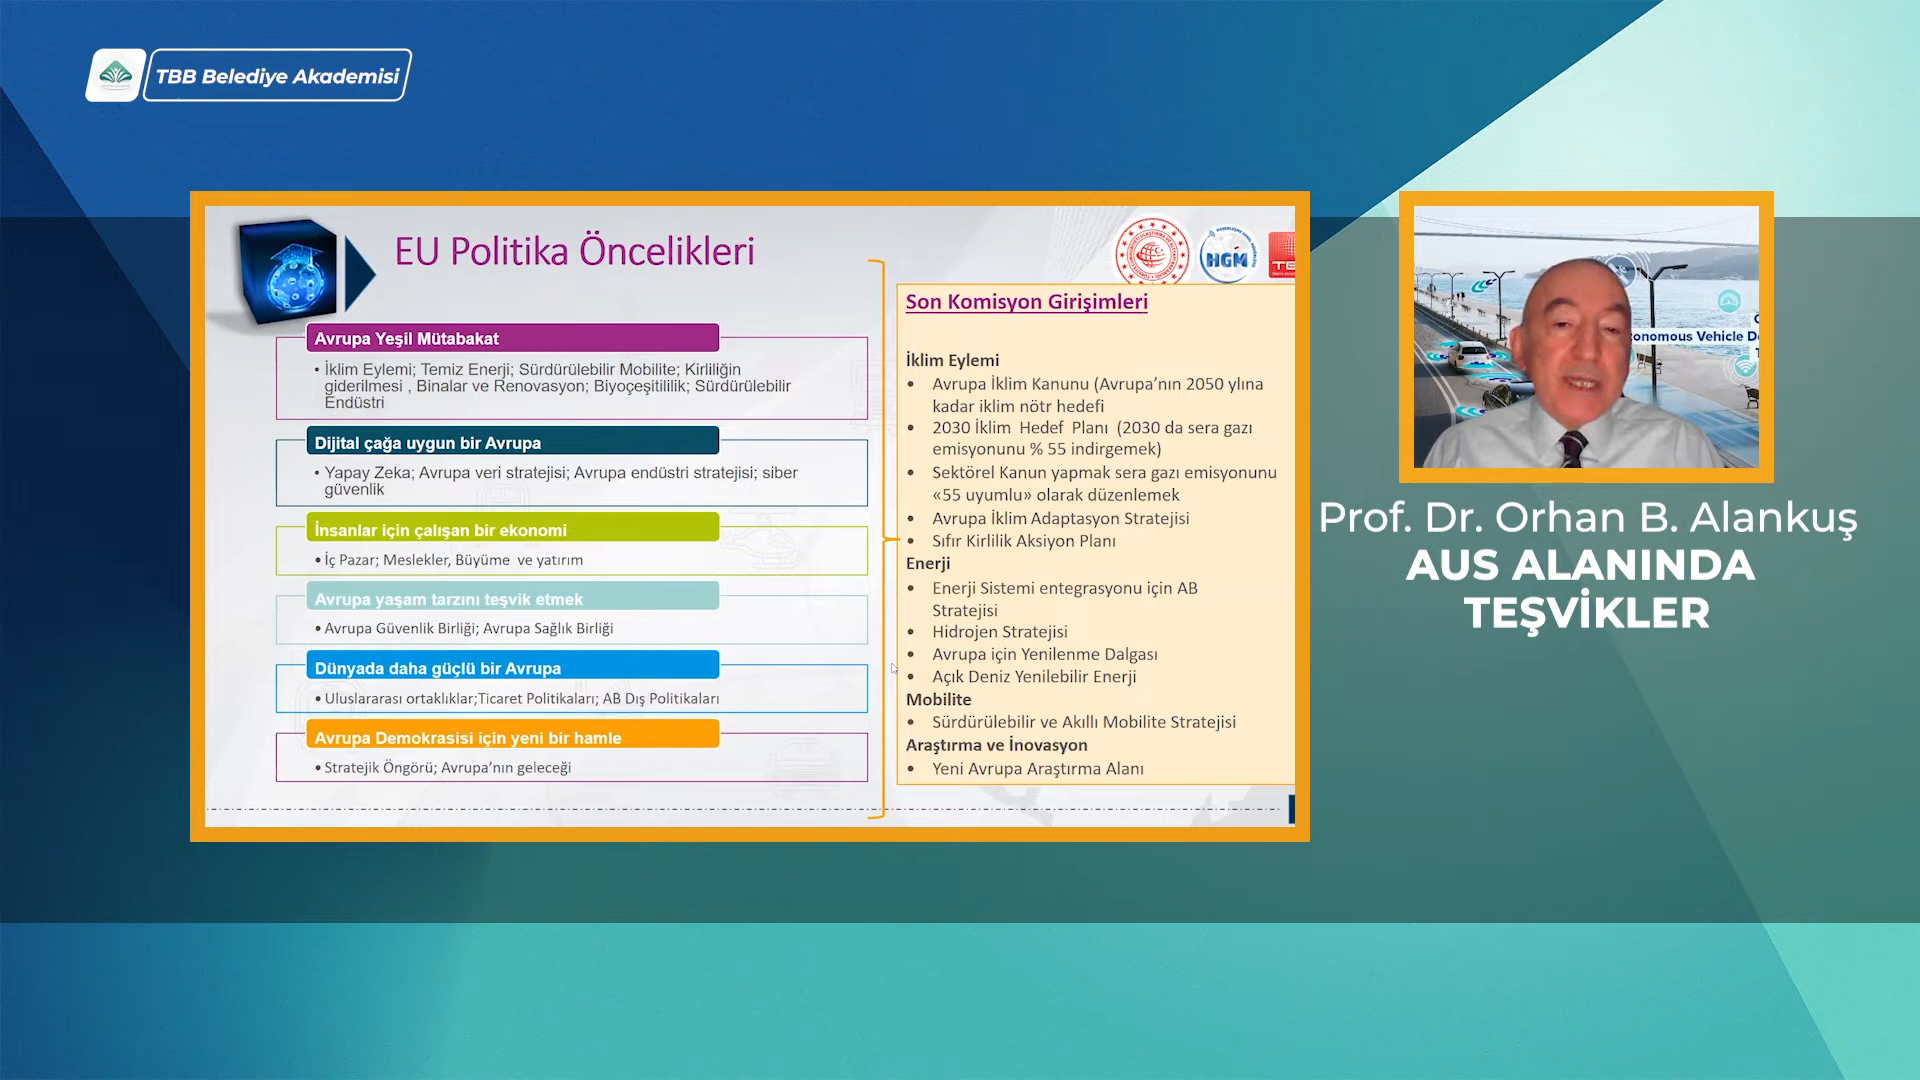 TBB Belediye Akademisi
EU Politika Öncelikleri
HGM
Avrupa Yeşil Mütabakat
• İklim Eylemi; Temiz Enerji; Sürdürülebilir Mobilite; Kirliliğin
giderilmesi , Binalar ve Renovasyon; Biyoçeşitililik; Sürdürülebilir
Endüstri
Dijital çağa uygun bir Avrupa
• Yapay Zeka; Avrupa veri stratejisi; Avrupa endüstri stratejisi; siber
güvenlik
İnsanlar için çalışan bir ekonomi
• İç Pazar; Meslekler, Büyüme ve yatırım
Avrupa yaşam tarzını teşvik etmek
• Avrupa Güvenlik Birliği; Avrupa Sağlık Birliği
Dünyada daha güçlü bir Avrupa
• Uluslararası ortaklıklar;Ticaret Politikaları; AB Dış Politikaları
Avrupa Demokrasisi için yeni bir hamle
• Stratejik Öngörü; Avrupa’nın geleceği
Son Komisyon Girişimleri
İklim Eylemi
• Avrupa İklim Kanunu (Avrupa’nın 2050 yılına
kadar iklim nötr hedefi
• 2030 İklim Hedef Planı (2030 da sera gazı
emisyonunu % 55 indirgemek)
• Sektörel Kanun yapmak sera gazı emisyonunu
«55 uyumlu» olarak düzenlemek
• Avrupa İklim Adaptasyon Stratejisi
• Sıfır Kirlilik Aksiyon Planı
Enerji
• Enerji Sistemi entegrasyonu için AB
Stratejisi
• Hidrojen Stratejisi
• Avrupa için Yenilenme Dalgası
• Açık Deniz Yenilebilir Enerji
Mobilite
• Sürdürülebilir ve Akıllı Mobilite Stratejisi
Araştırma ve İnovasyon
• Yeni Avrupa Araştırma Alanı
onomous Vehicle D
Prof. Dr. Orhan B. Alankuş
AUS ALANINDA
TEŞVİKLER